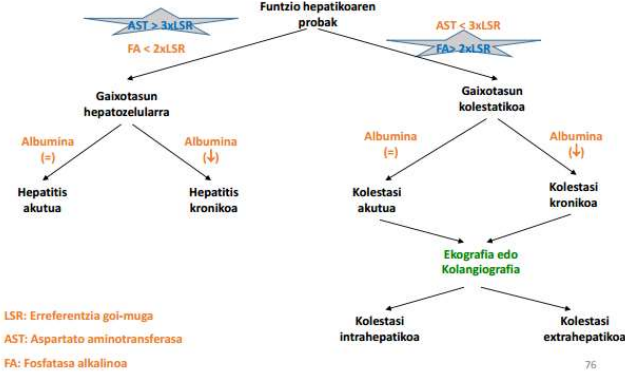 Funtzio hepatikoaren
probak
AST > 3xLSR
FA < 2xLSR
AST < 3xLSR
FA> 2xLSR
Gaixotasun
hepatozelularra
Gaixotasun
kolestatikoa
Albumina
(=)
Albumina
(↓)
Albumina
(=)
Albumina
(↓)
Hepatitis
akutua
Hepatitis
kronikoa
Kolestasi
akutua
Kolestasi
kronikoa
Ekografia edo
Kolangiografia
Kolestasi
intrahepatikoa
Kolestasi
extrahepatikoa
LSR: Erreferentzia goi-muga
AST: Aspartato aminotransferasa
FA: Fosfatasa alkalinoa
76